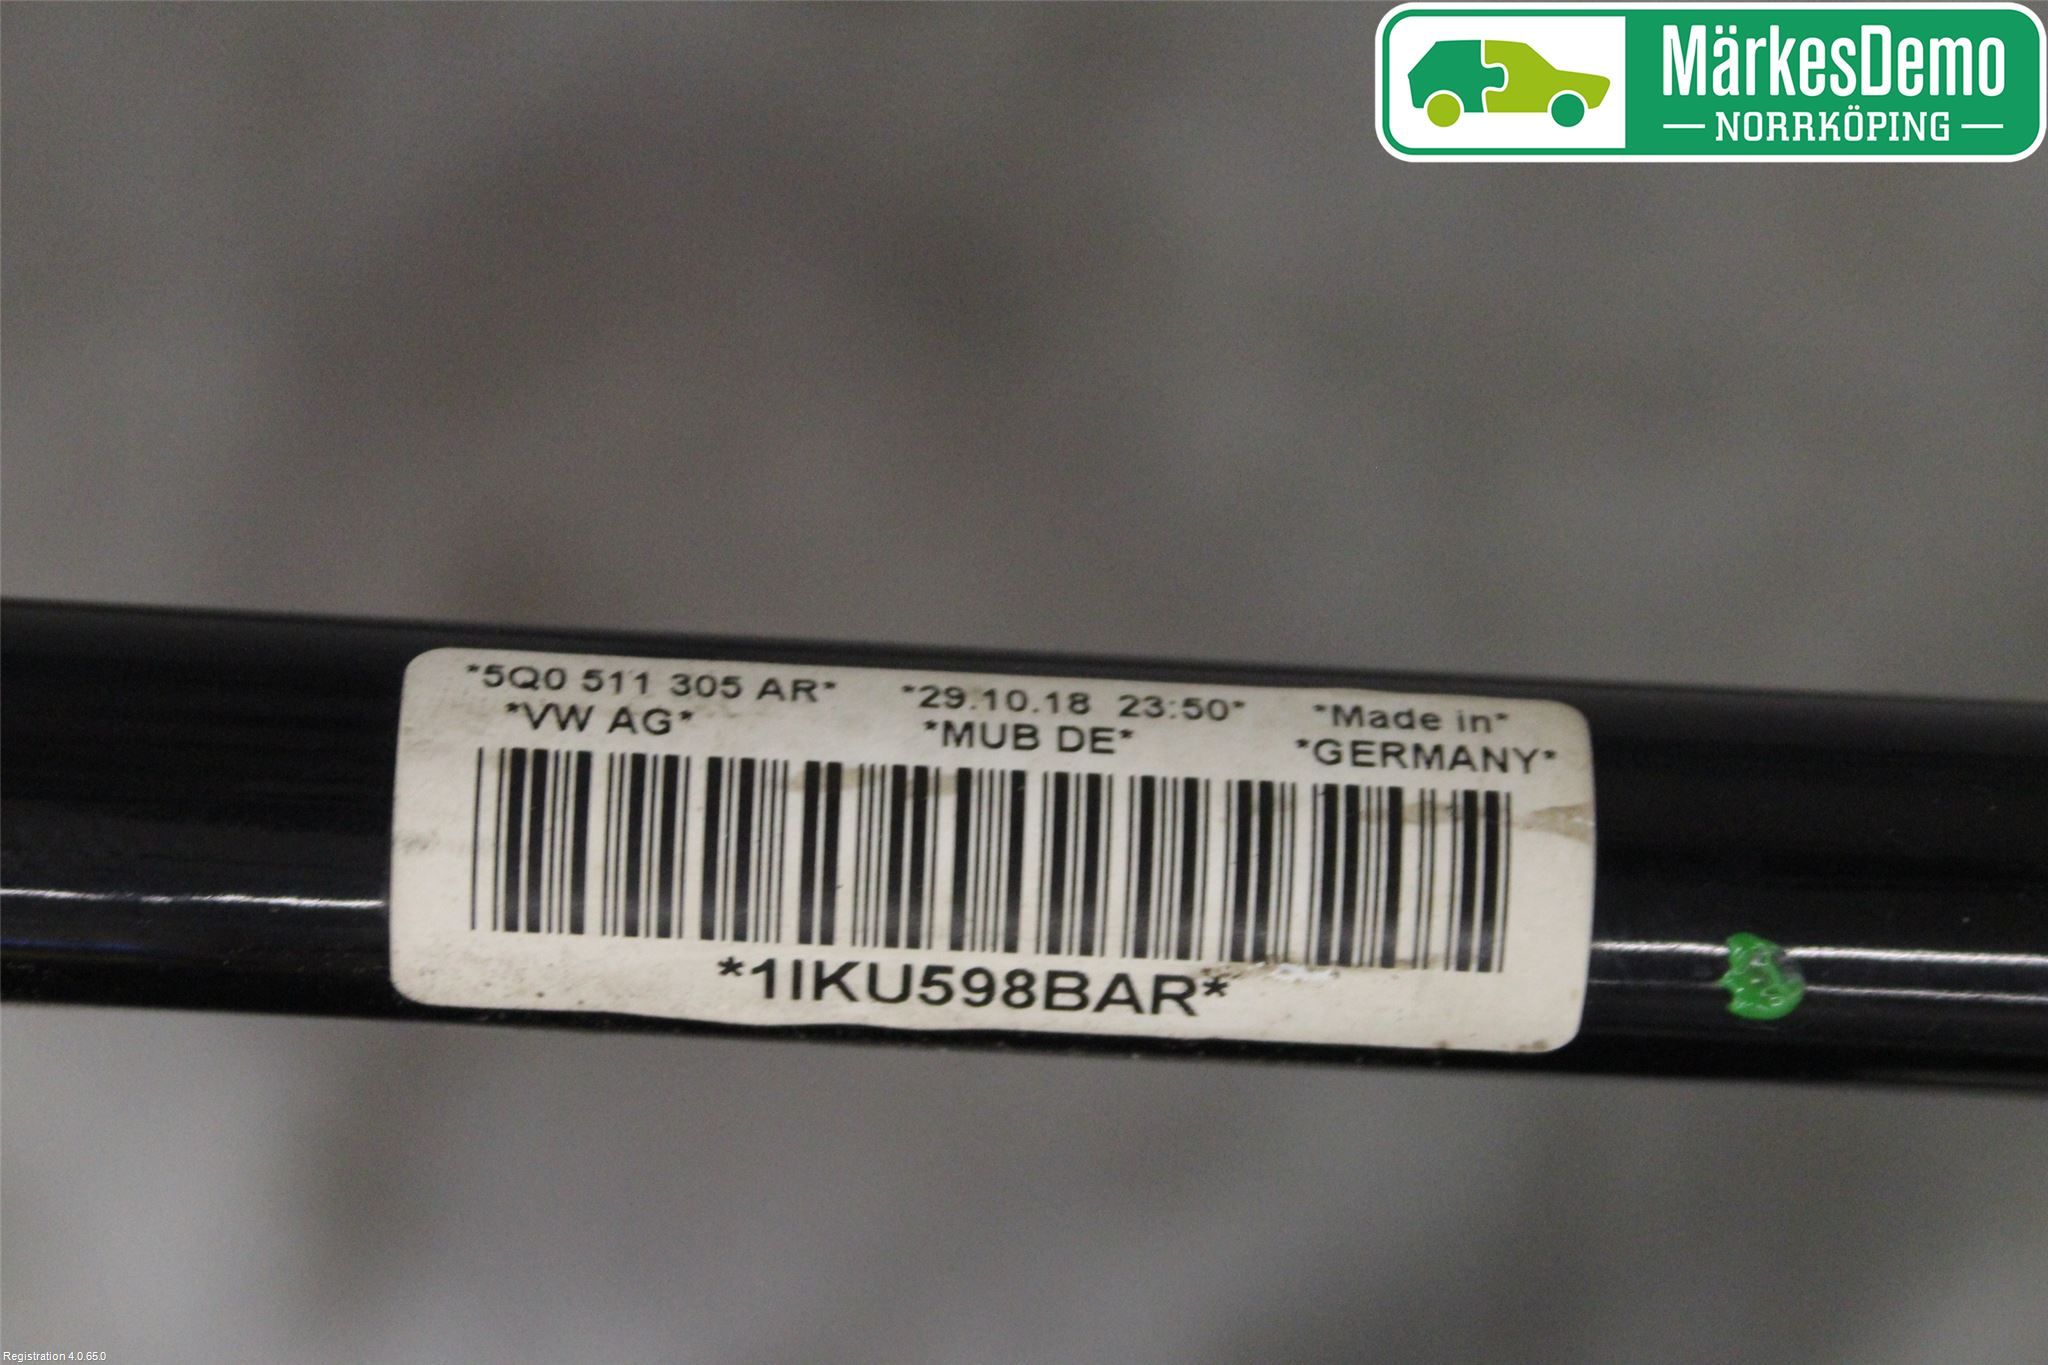 MärkesDemo
NORRKÖPING
*5Q0 511 305 AR* *29.10.18 23:50* *Made in*
*VW AG* *MUB DE* *GERMANY*
*1IKU598BAR*
Registration 4.0.65.0